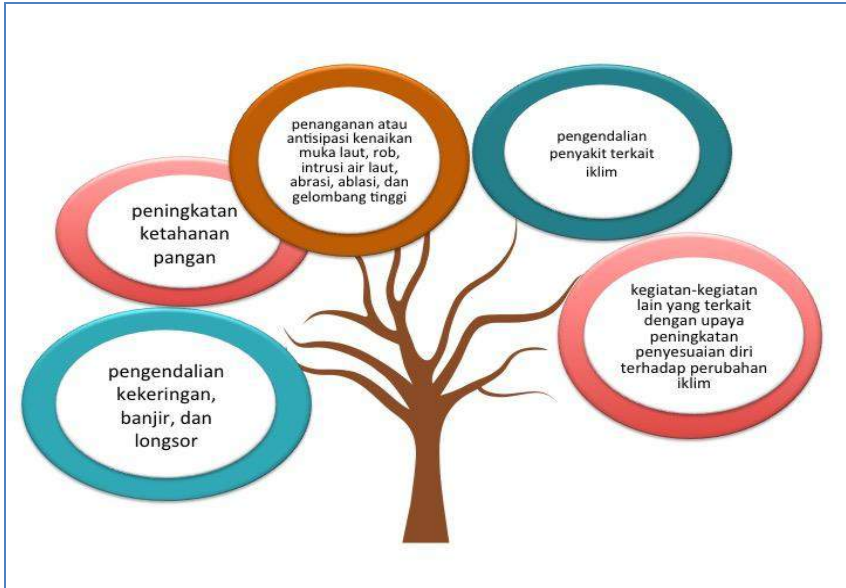 penanganan atau
antisipasi kenaikan
muka laut, rob,
intrusi air laut,
abrasi, ablasi, dan
gelombang tinggi
pengendalian
penyakit terkait
iklim
peningkatan
ketahanan
pangan
kegiatan-kegiatan
lain yang terkait
dengan upaya
peningkatan
penyesuaian diri
terhadap perubahan
iklim
pengendalian
kekeringan,
banjir, dan
longsor